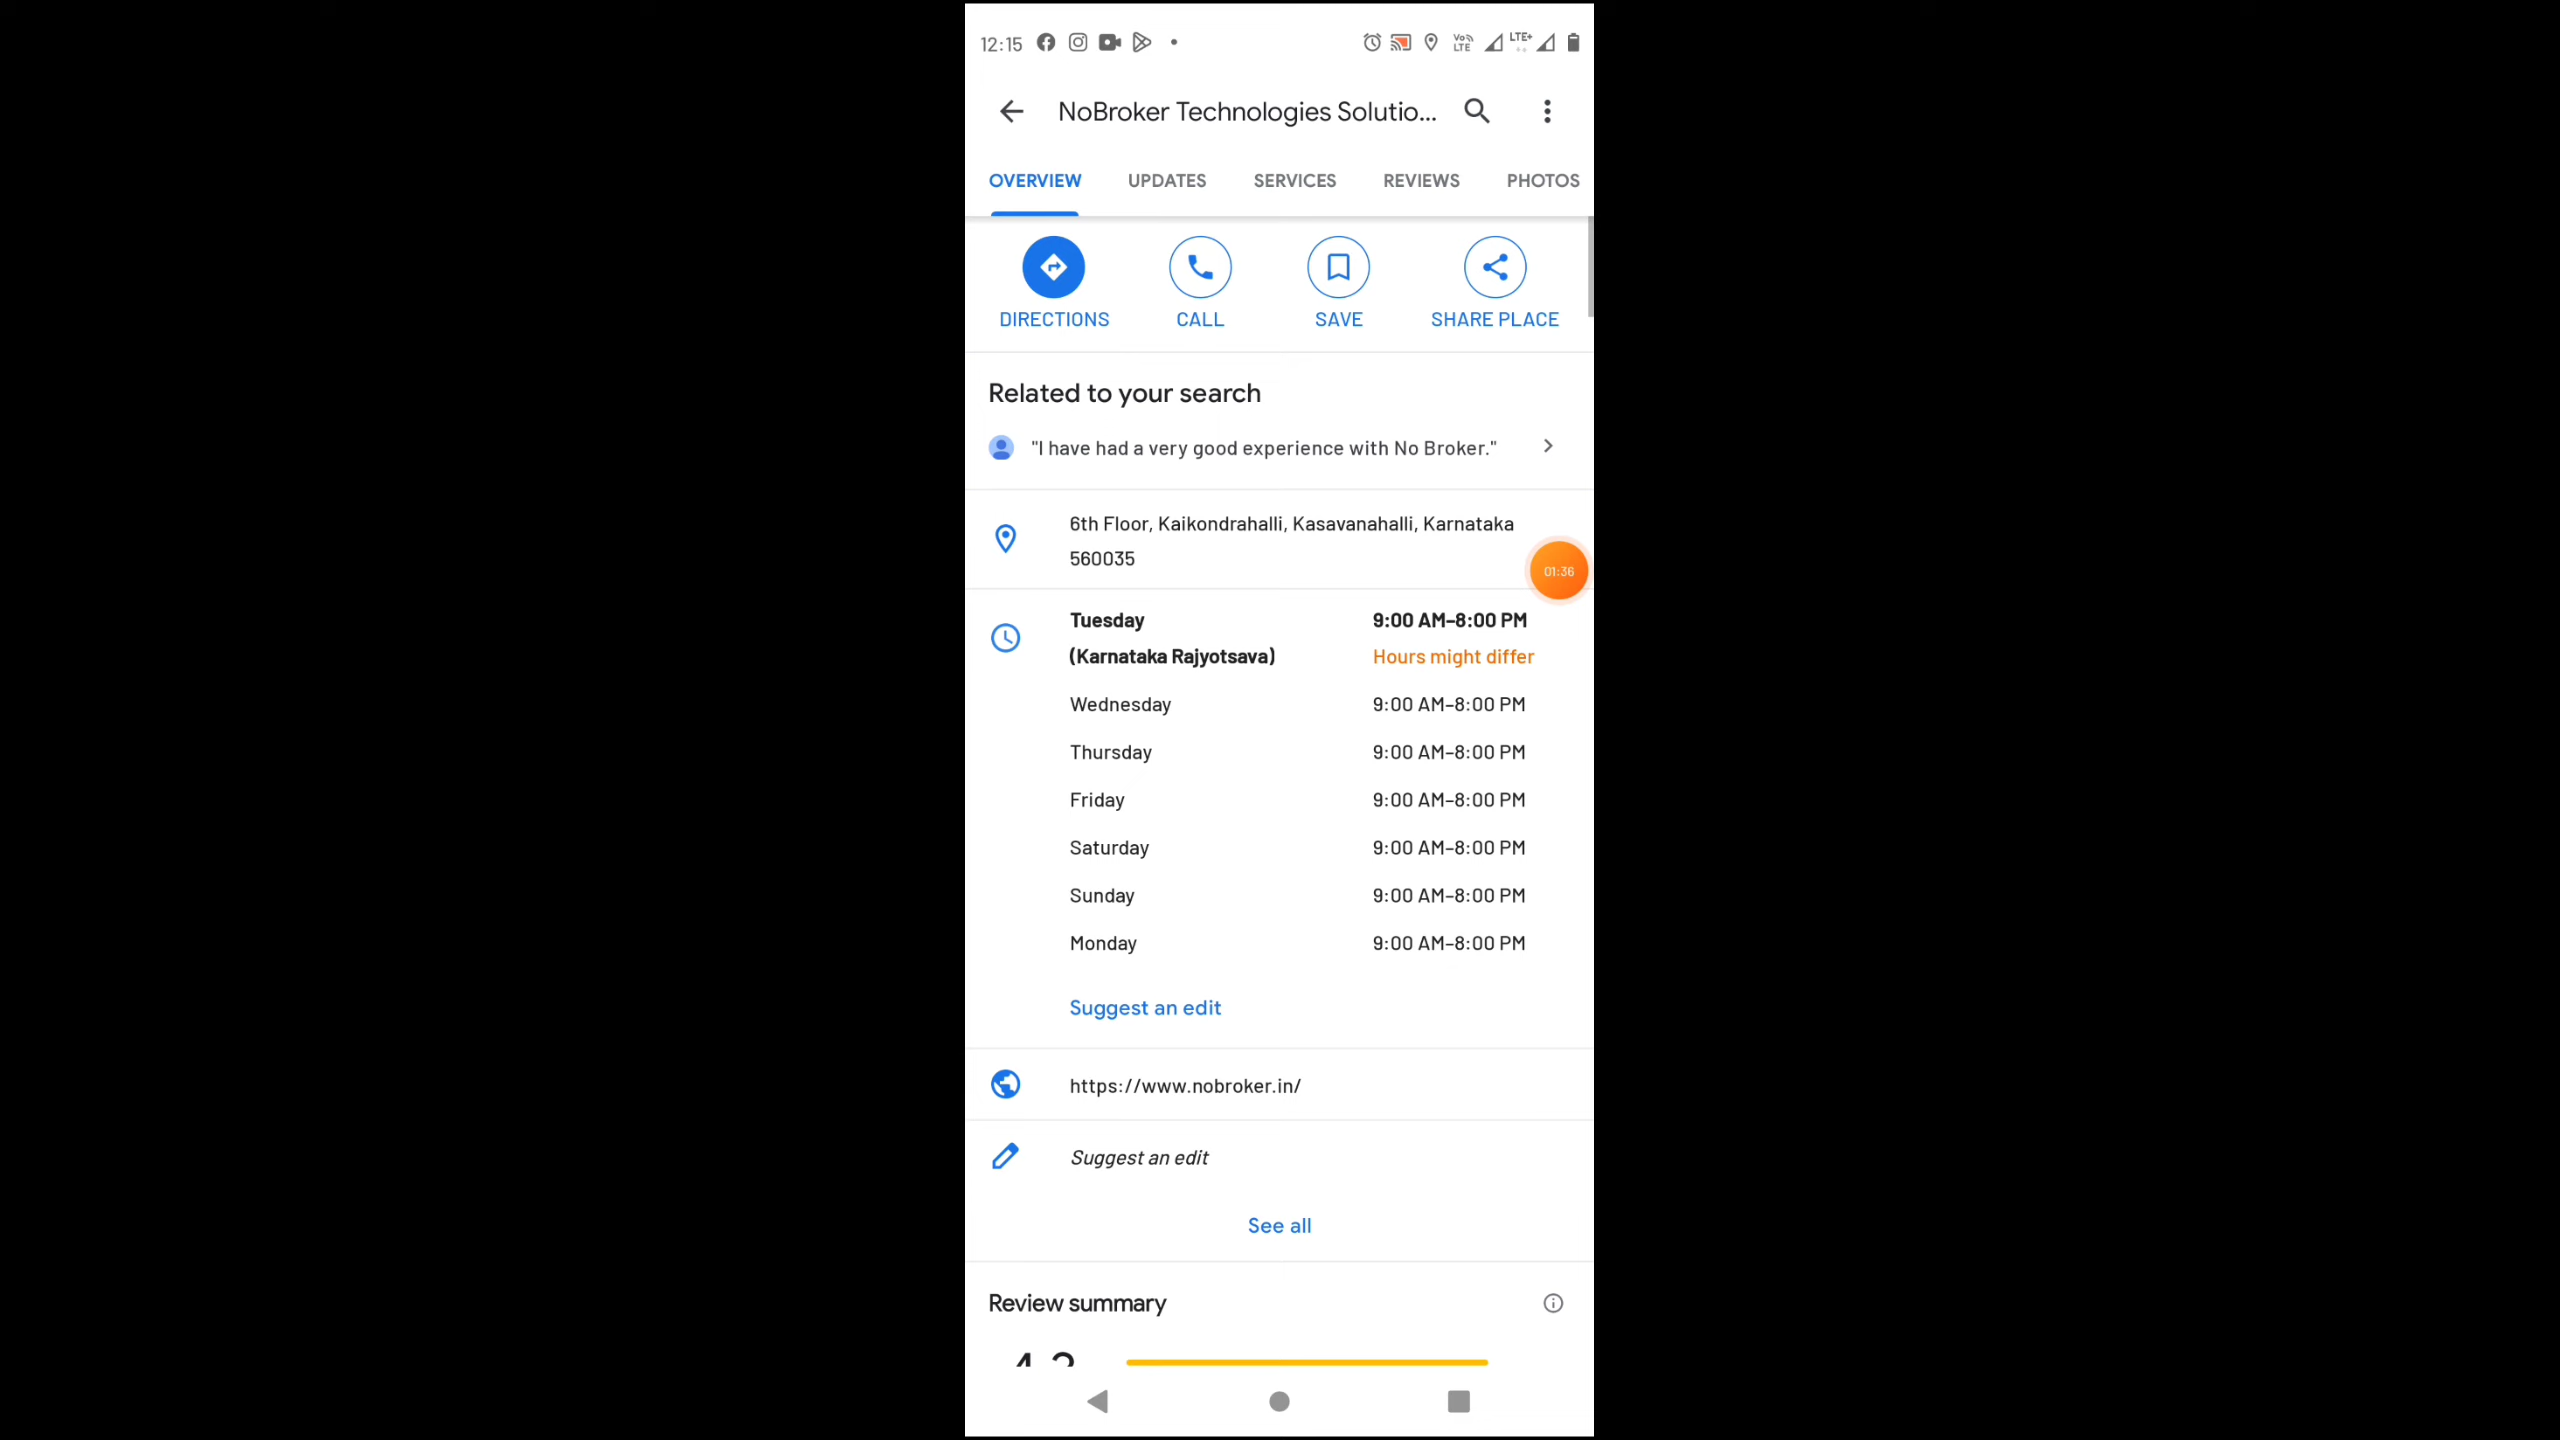 12:15
Vo LTE LTE+
NoBroker Technologies Solutio...
OVERVIEW UPDATES SERVICES REVIEWS PHOTOS
DIRECTIONS CALL SAVE SHARE PLACE
Related to your search
"I have had a very good experience with No Broker."
6th Floor, Kaikondrahalli, Kasavanahalli, Karnataka
560035
01:36
Tuesday 9:00 AM–8:00 PM
(Karnataka Rajyotsava) Hours might differ
Wednesday 9:00 AM–8:00 PM
Thursday 9:00 AM–8:00 PM
Friday 9:00 AM–8:00 PM
Saturday 9:00 AM–8:00 PM
Sunday 9:00 AM–8:00 PM
Monday 9:00 AM–8:00 PM
Suggest an edit
https://www.nobroker.in/
Suggest an edit
See all
Review summary